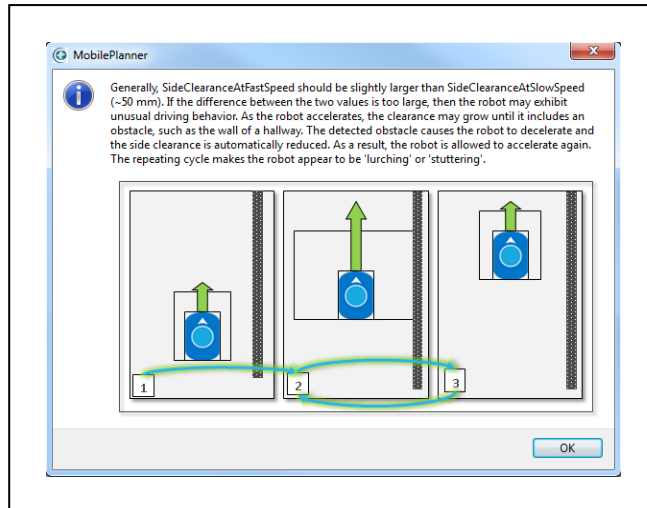 MobilePlanner
Generally, SideClearanceAtFastSpeed should be slightly larger than SideClearanceAtSlowSpeed
(~50 mm). If the difference between the two values is too large, then the robot may exhibit
unusual driving behavior. As the robot accelerates, the clearance may grow until it includes an
obstacle, such as the wall of a hallway. The detected obstacle causes the robot to decelerate and
the side clearance is automatically reduced. As a result, the robot is allowed to accelerate again.
The repeating cycle makes the robot appear to be 'lurching' or 'stuttering'.
1
2
3
OK